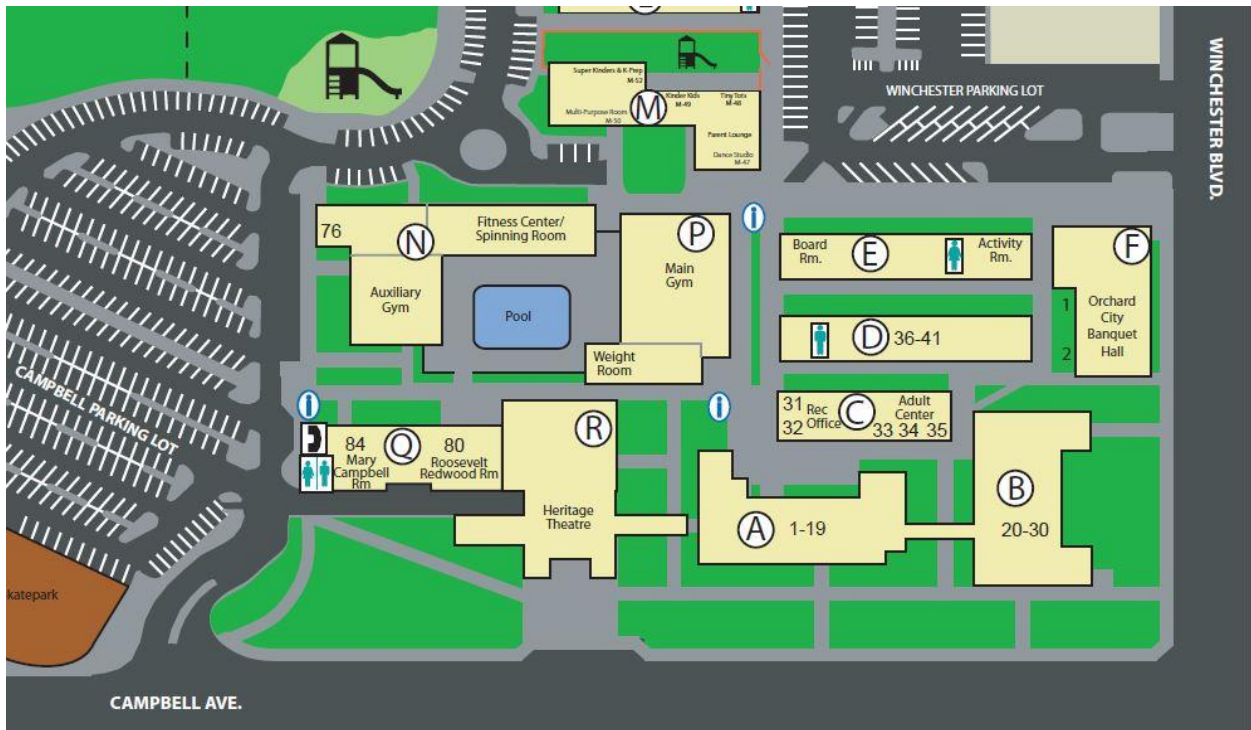 Super Kinders & K-Prep
M-52
Kinder Kids
M-49
Tiny Tots
M-48
M
Multi-Purpose Room
M-50
Parent Lounge
Dance Studio
M-47
WINCHESTER PARKING LOT
WINCHESTER BLVD.
76
N
Fitness Center/
Spinning Room
Auxiliary
Gym
Pool
P
Main
Gym
Weight
Room
i
Board
Rm.
E
Activity
Rm.
F
1
2
Orchard
City
Banquet
Hall
D
36-41
CAMPBELL PARKING LOT
i
i
31
32
Rec
Office
C
Adult
Center
33 34 35
84
Mary
Campbell
Rm
Q
80
Roosevelt
Redwood Rm
R
Heritage
Theatre
A
1-19
B
20-30
katepark
CAMPBELL AVE.